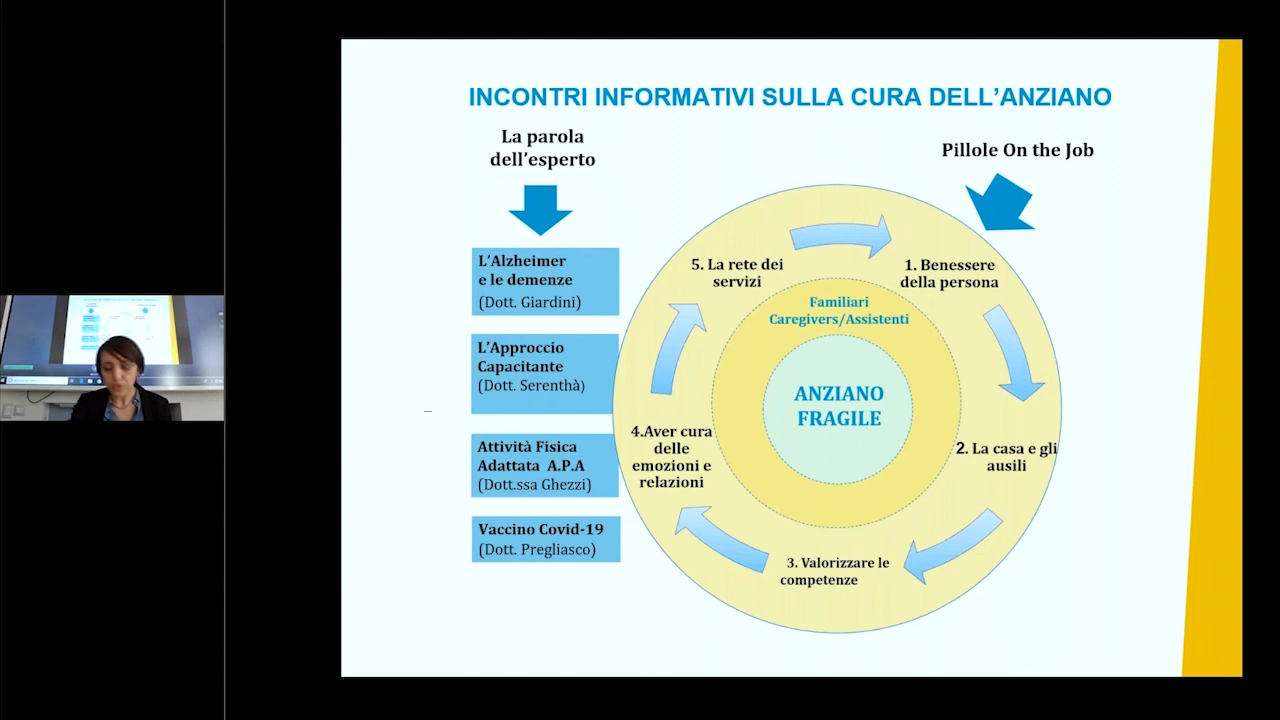 INCONTRI INFORMATIVI SULLA CURA DELL’ANZIANO
La parola
dell’esperto
L’Alzheimer
e le demenze
(Dott. Giardini)
L’Approccio
Capacitante
(Dott. Serenthà)
Attività Fisica
Adattata A.P.A
(Dott.ssa Ghezzi)
Vaccino Covid-19
(Dott. Pregliasco)
Pillole On the Job
1. Benessere
della persona
2. La casa e gli
ausili
3. Valorizzare le
competenze
4.Aver cura
delle
emozioni e
relazioni
5. La rete dei
servizi
Familiari
Caregivers/Assistenti
ANZIANO
FRAGILE